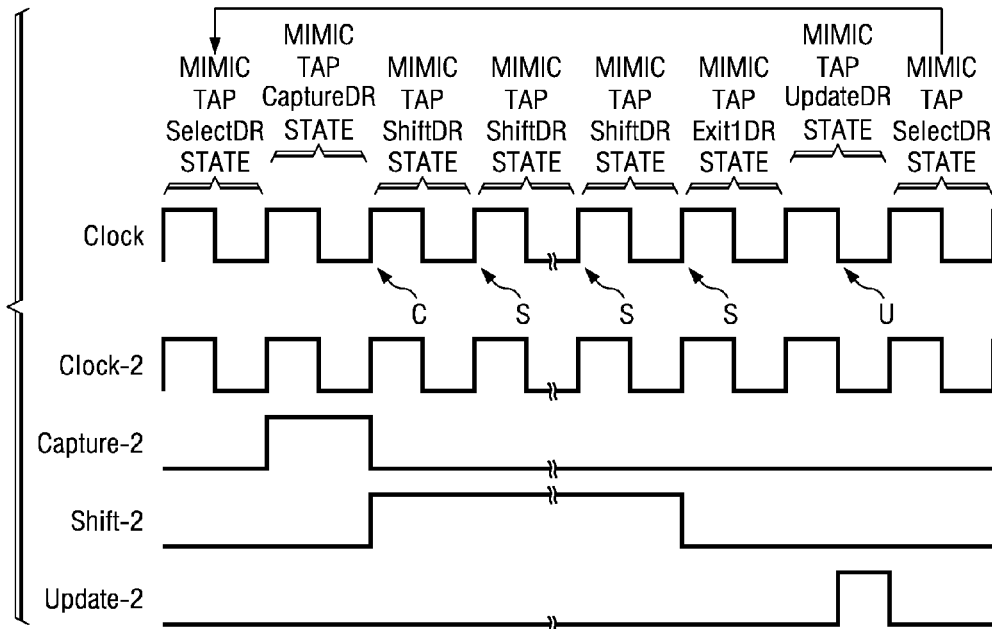 MIMIC
TAP
SelectDR
STATE
MIMIC
TAP
CaptureDR
STATE
MIMIC
TAP
ShiftDR
STATE
MIMIC
TAP
ShiftDR
STATE
MIMIC
TAP
ShiftDR
STATE
MIMIC
TAP
Exit1DR
STATE
MIMIC
TAP
UpdateDR
STATE
MIMIC
TAP
SelectDR
STATE
Clock
C
S
S
S
U
Clock-2
Capture-2
Shift-2
Update-2